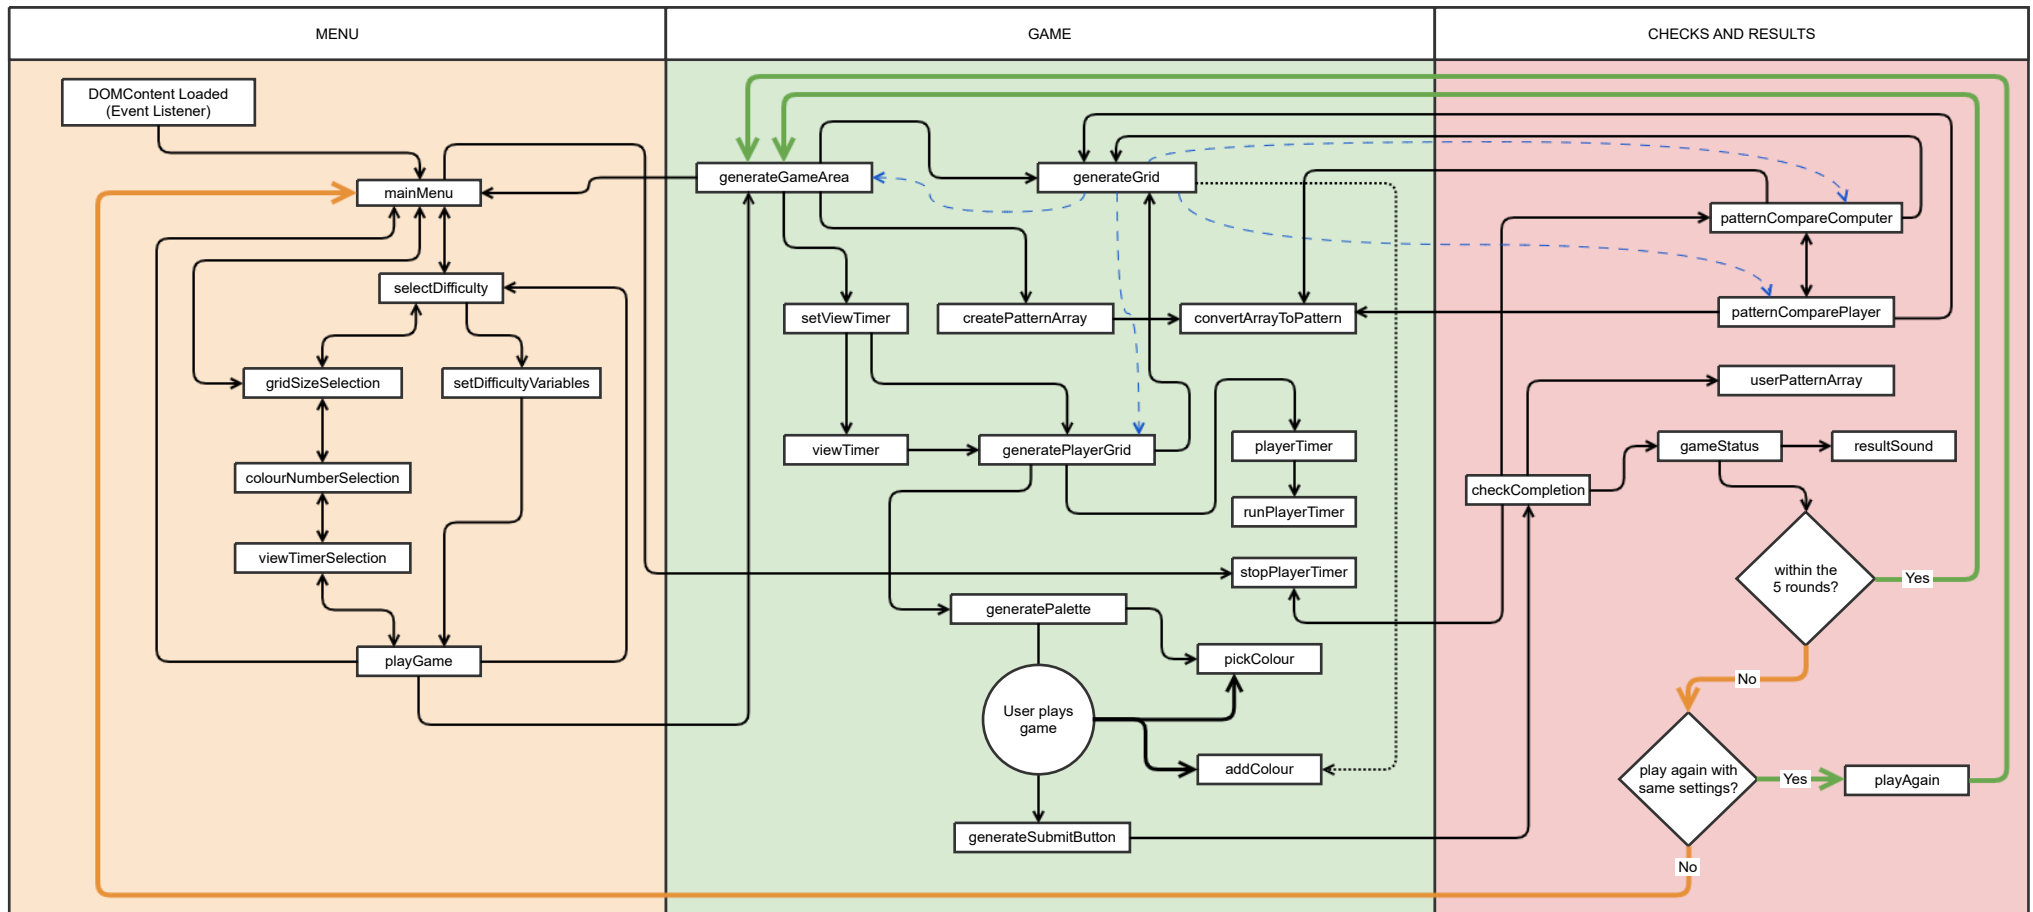 MENU
GAME
CHECKS AND RESULTS
DOMContent Loaded
(Event Listener)
mainMenu
selectDifficulty
gridSizeSelection
setDifficultyVariables
colourNumberSelection
viewTimerSelection
playGame
generateGameArea
generateGrid
setViewTimer
createPatternArray
convertArrayToPattern
viewTimer
generatePlayerGrid
playerTimer
runPlayerTimer
stopPlayerTimer
generatePalette
pickColour
User plays
game
addColour
generateSubmitButton
patternCompareComputer
patternComparePlayer
userPatternArray
gameStatus
resultSound
checkCompletion
within the
5 rounds?
Yes
No
play again with
same settings?
Yes
playAgain
No